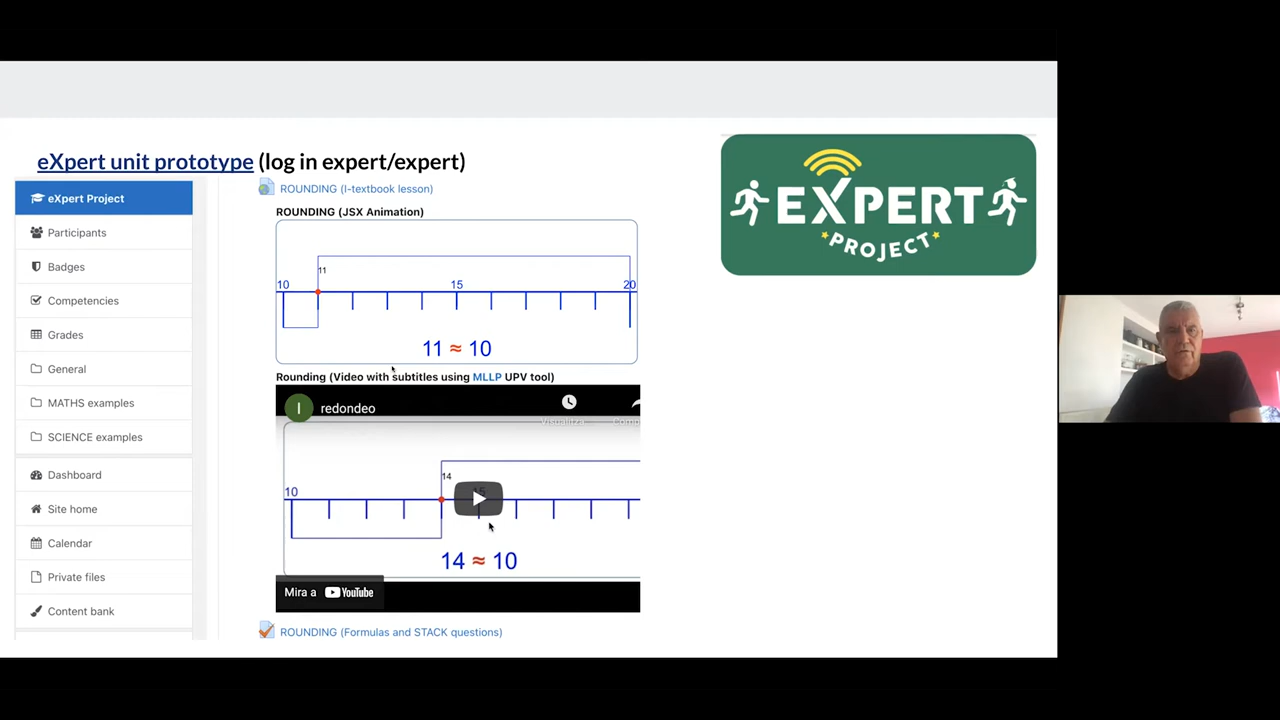 eXpert unit prototype (log in expert/expert)
eXpert Project
Participants
Badges
Competencies
Grades
General
MATHS examples
SCIENCE examples
Dashboard
Site home
Calendar
Private files
Content bank
ROUNDING (I-textbook lesson)
ROUNDING (JSX Animation)
11
10 15 20
11 ≈ 10
Rounding (Video with subtitles using MLLP UPV tool)
I redondeo
Visualitza...
14
10 15
14 ≈ 10
Mira a YouTube
ROUNDING (Formulas and STACK questions)
EXPERT
PROJECT